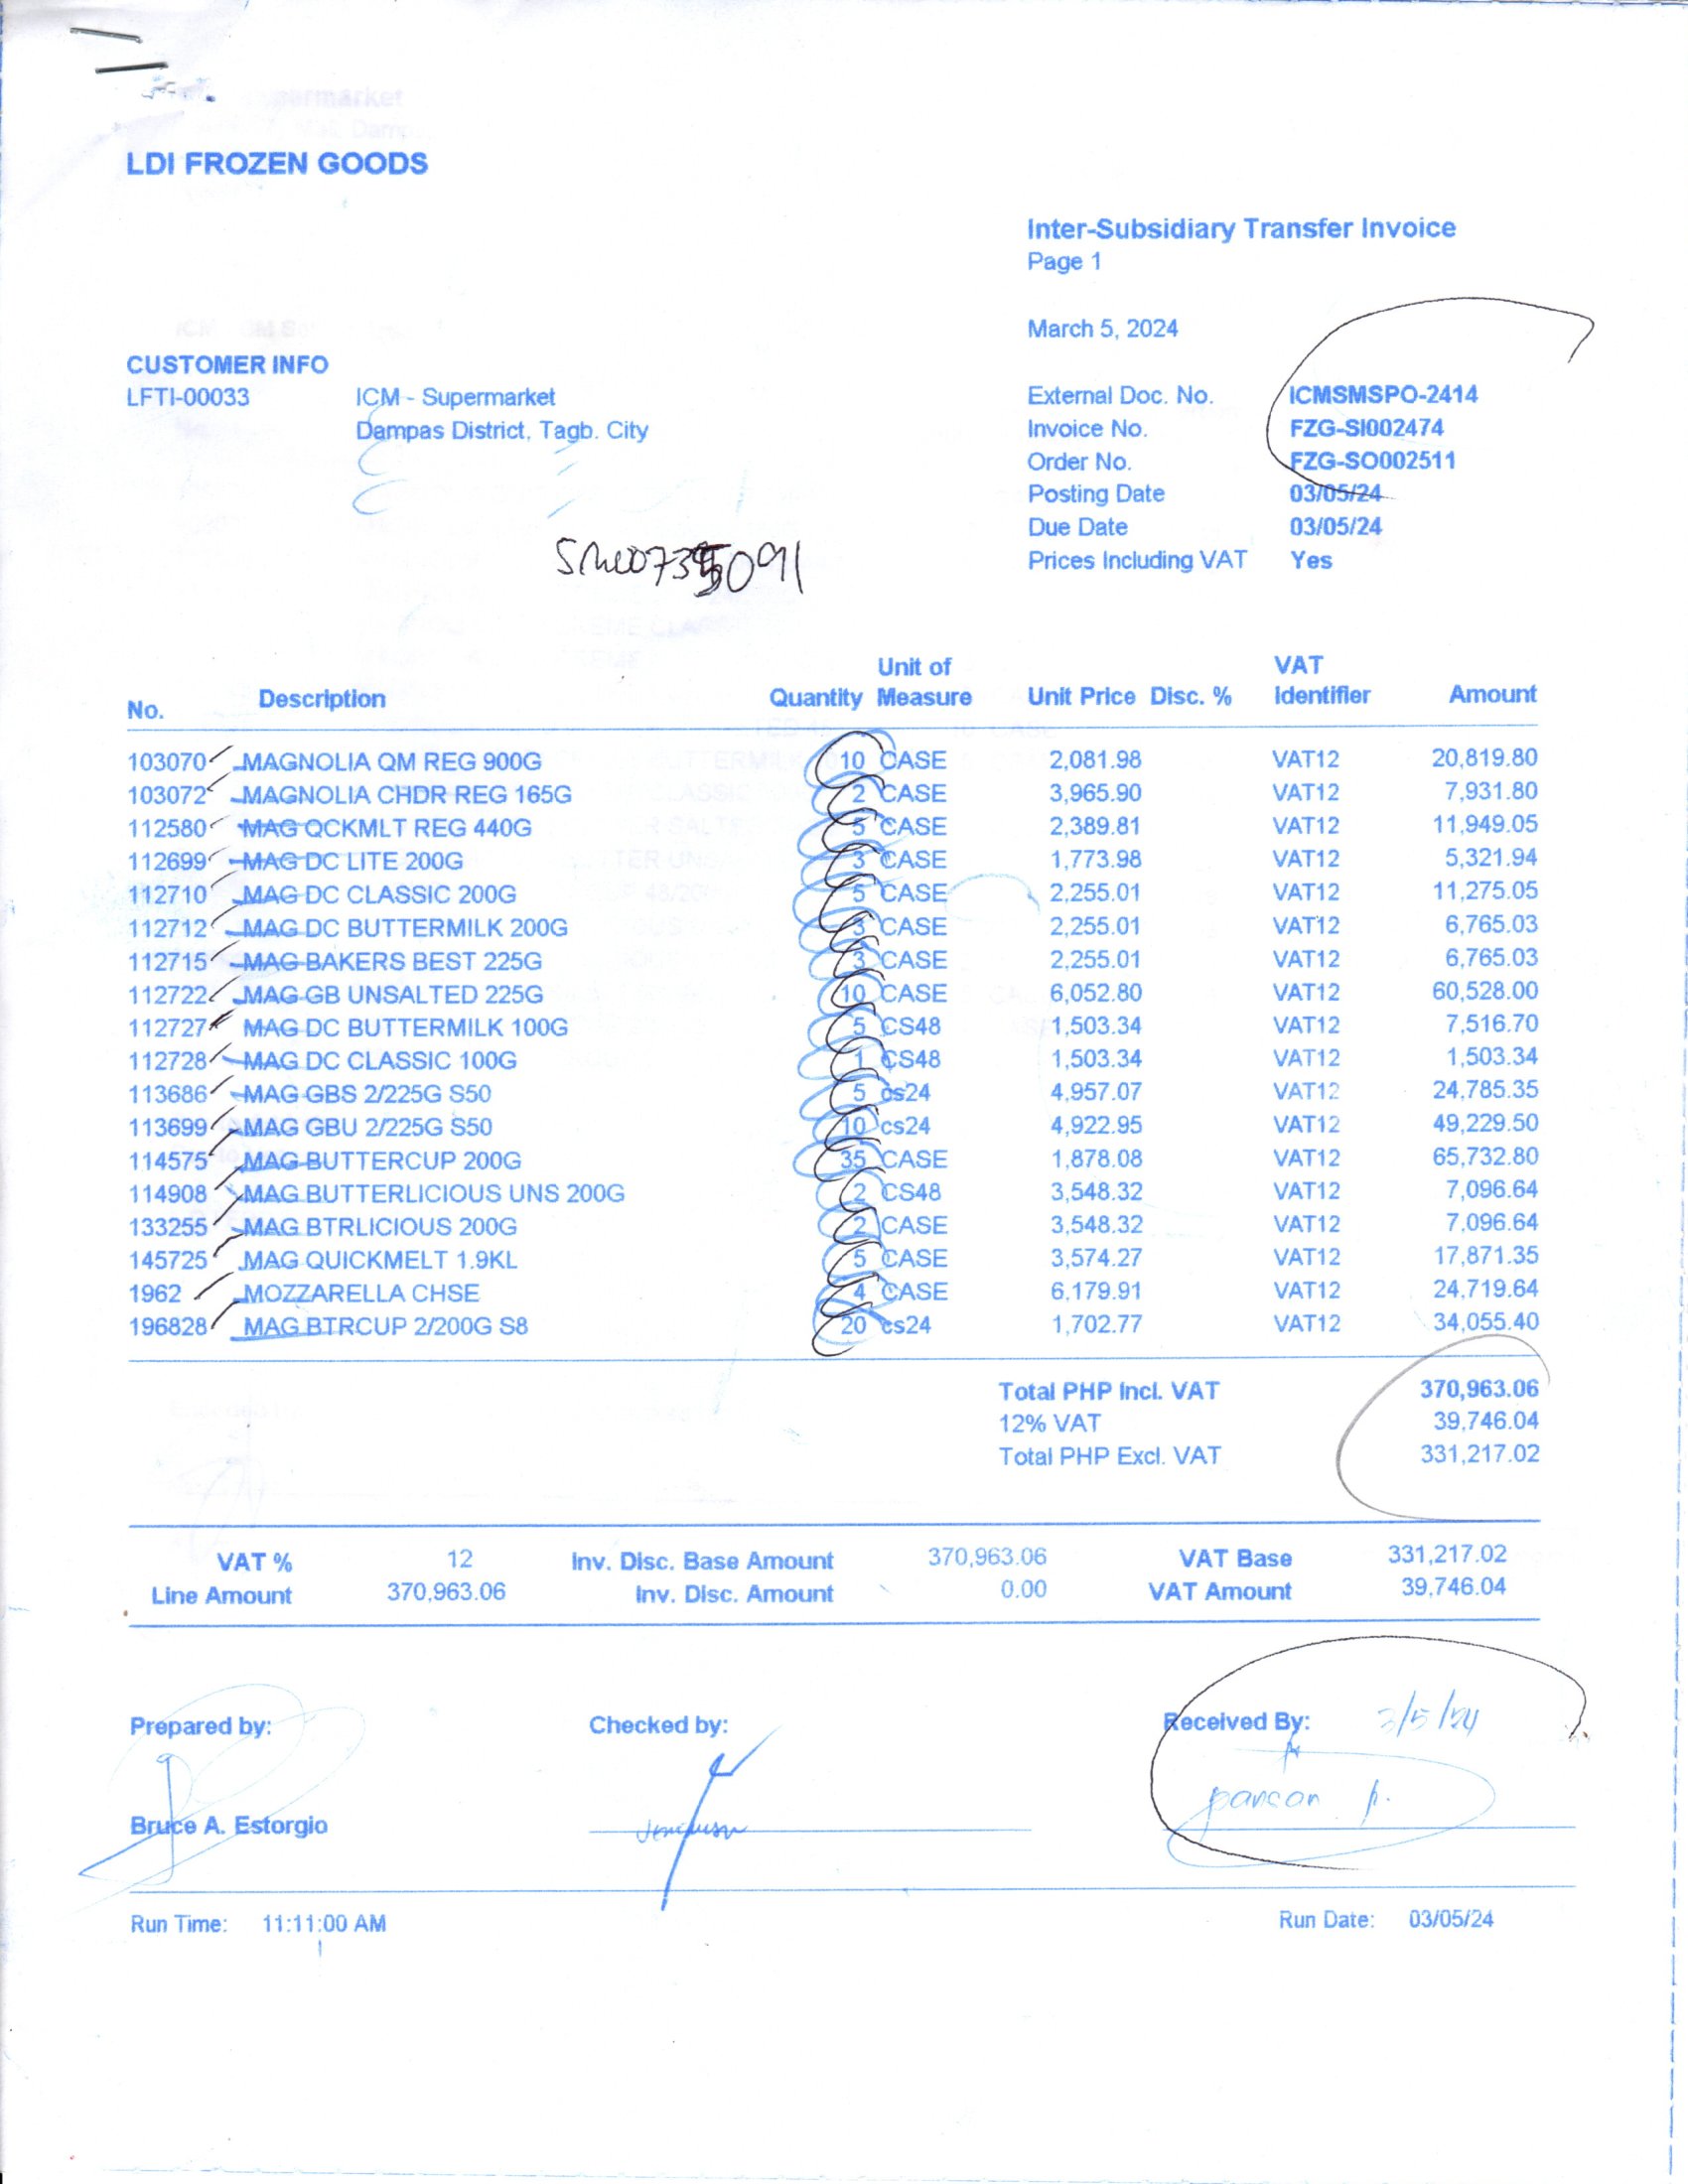 LDI FROZEN GOODS
Inter-Subsidiary Transfer Invoice
Page 1
March 5, 2024
CUSTOMER INFO
LFTI-00033 ICM - Supermarket
Dampas District, Tagb. City
External Doc. No. ICMSMSPO-2414
Invoice No. FZG-SI002474
Order No. FZG-SO002511
Posting Date 03/05/24
Due Date 03/05/24
Prices Including VAT Yes
No. Description Quantity Unit of Measure Unit Price Disc. % VAT Identifier Amount
103070 MAGNOLIA QM REG 900G 10 CASE 2,081.98 VAT12 20,819.80
103072 MAGNOLIA CHDR REG 165G 2 CASE 3,965.90 VAT12 7,931.80
112580 MAG QCKMLT REG 440G 5 CASE 2,389.81 VAT12 11,949.05
112699 MAG DC LITE 200G 3 CASE 1,773.98 VAT12 5,321.94
112710 MAG DC CLASSIC 200G 5 CASE 2,255.01 VAT12 11,275.05
112712 MAG DC BUTTERMILK 200G 3 CASE 2,255.01 VAT12 6,765.03
112715 MAG BAKERS BEST 225G 3 CASE 2,255.01 VAT12 6,765.03
112722 MAG GB UNSALTED 225G 10 CASE 6,052.80 VAT12 60,528.00
112727 MAG DC BUTTERMILK 100G 5 CS48 1,503.34 VAT12 7,516.70
112728 MAG DC CLASSIC 100G 1 CS48 1,503.34 VAT12 1,503.34
113686 MAG GBS 2/225G S50 5 cs24 4,957.07 VAT12 24,785.35
113699 MAG GBU 2/225G S50 10 cs24 4,922.95 VAT12 49,229.50
114575 MAG BUTTERCUP 200G 35 CASE 1,878.08 VAT12 65,732.80
114908 MAG BUTTERLICIOUS UNS 200G 2 CS48 3,548.32 VAT12 7,096.64
133255 MAG BTRLICIOUS 200G 2 CASE 3,548.32 VAT12 7,096.64
145725 MAG QUICKMELT 1.9KL 5 CASE 3,574.27 VAT12 17,871.35
1962 MOZZARELLA CHSE 4 CASE 6,179.91 VAT12 24,719.64
196828 MAG BTRCUP 2/200G S8 20 cs24 1,702.77 VAT12 34,055.40
Total PHP Incl. VAT 370,963.06
12% VAT 39,746.04
Total PHP Excl. VAT 331,217.02
VAT % 12 Inv. Disc. Base Amount 370,963.06 VAT Base 331,217.02
Line Amount 370,963.06 Inv. Disc. Amount 0.00 VAT Amount 39,746.04
Prepared by: Checked by: Received By: 3/5/24
Bruce A. Estorgio
Run Time: 11:11:00 AM Run Date: 03/05/24